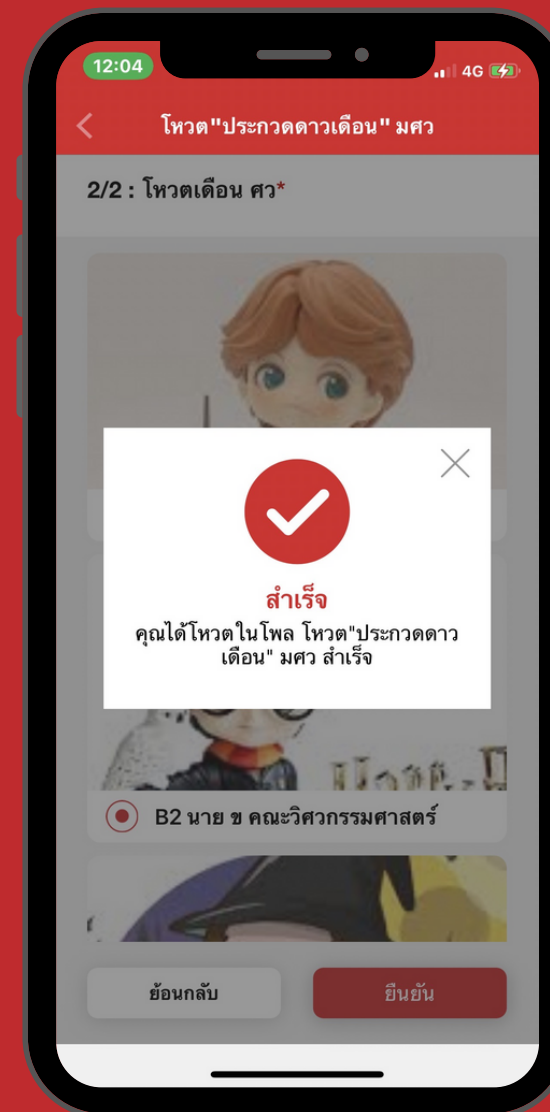 12:04
4G
โหวต"ประกวดดาวเดือน" มศว
2/2 : โหวตเดือน ศว*
สำเร็จ
คุณได้โหวตในโพล โหวต"ประกวดดาว
เดือน" มศว สำเร็จ
B2 นาย ข คณะวิศวกรรมศาสตร์
ย้อนกลับ
ยืนยัน